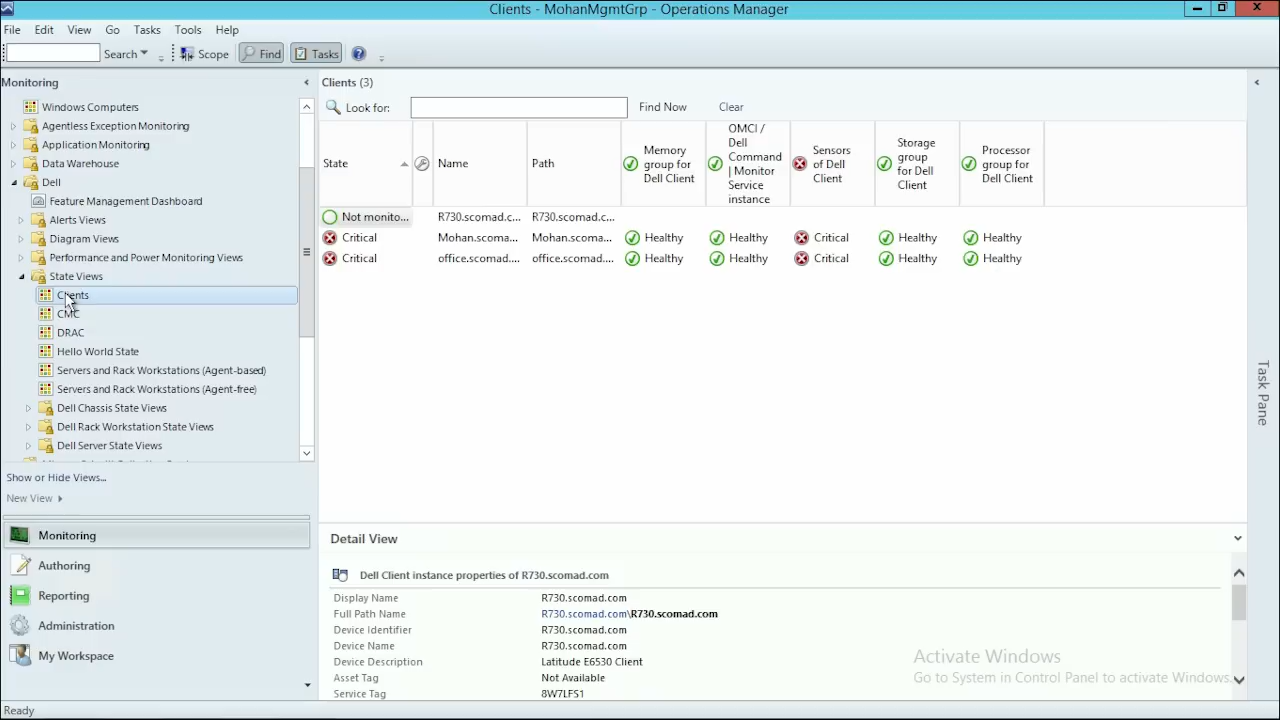 Clients - MohanMgmtGrp - Operations Manager
File Edit View Go Tasks Tools Help
Search Scope Find Tasks
Monitoring
Windows Computers
Agentless Exception Monitoring
Application Monitoring
Data Warehouse
Dell
Feature Management Dashboard
Alerts Views
Diagram Views
Performance and Power Monitoring Views
State Views
Clients
CMC
DRAC
Hello World State
Servers and Rack Workstations (Agent-based)
Servers and Rack Workstations (Agent-free)
Dell Chassis State Views
Dell Rack Workstation State Views
Dell Server State Views
Show or Hide Views...
New View
Monitoring
Authoring
Reporting
Administration
My Workspace
Ready
Clients (3)
Look for: Find Now Clear
State
Name
Path
Memory
group for
Dell Client
OMCI /
Dell
Command
| Monitor
Service
instance
Sensors
of Dell
Client
Storage
group
for Dell
Client
Processor
group for
Dell Client
Not monito... R730.scomad.c... R730.scomad.c...
Critical Mohan.scoma... Mohan.scoma... Healthy Healthy Critical Healthy Healthy
Critical office.scomad.... office.scomad.... Healthy Healthy Critical Healthy Healthy
Detail View
Dell Client instance properties of R730.scomad.com
Display Name R730.scomad.com
Full Path Name R730.scomad.com\R730.scomad.com
Device Identifier R730.scomad.com
Device Name R730.scomad.com
Device Description Latitude E6530 Client
Asset Tag Not Available
Service Tag 8W7LFS1
Activate Windows
Go to System in Control Panel to activate Windows.
Task Pane